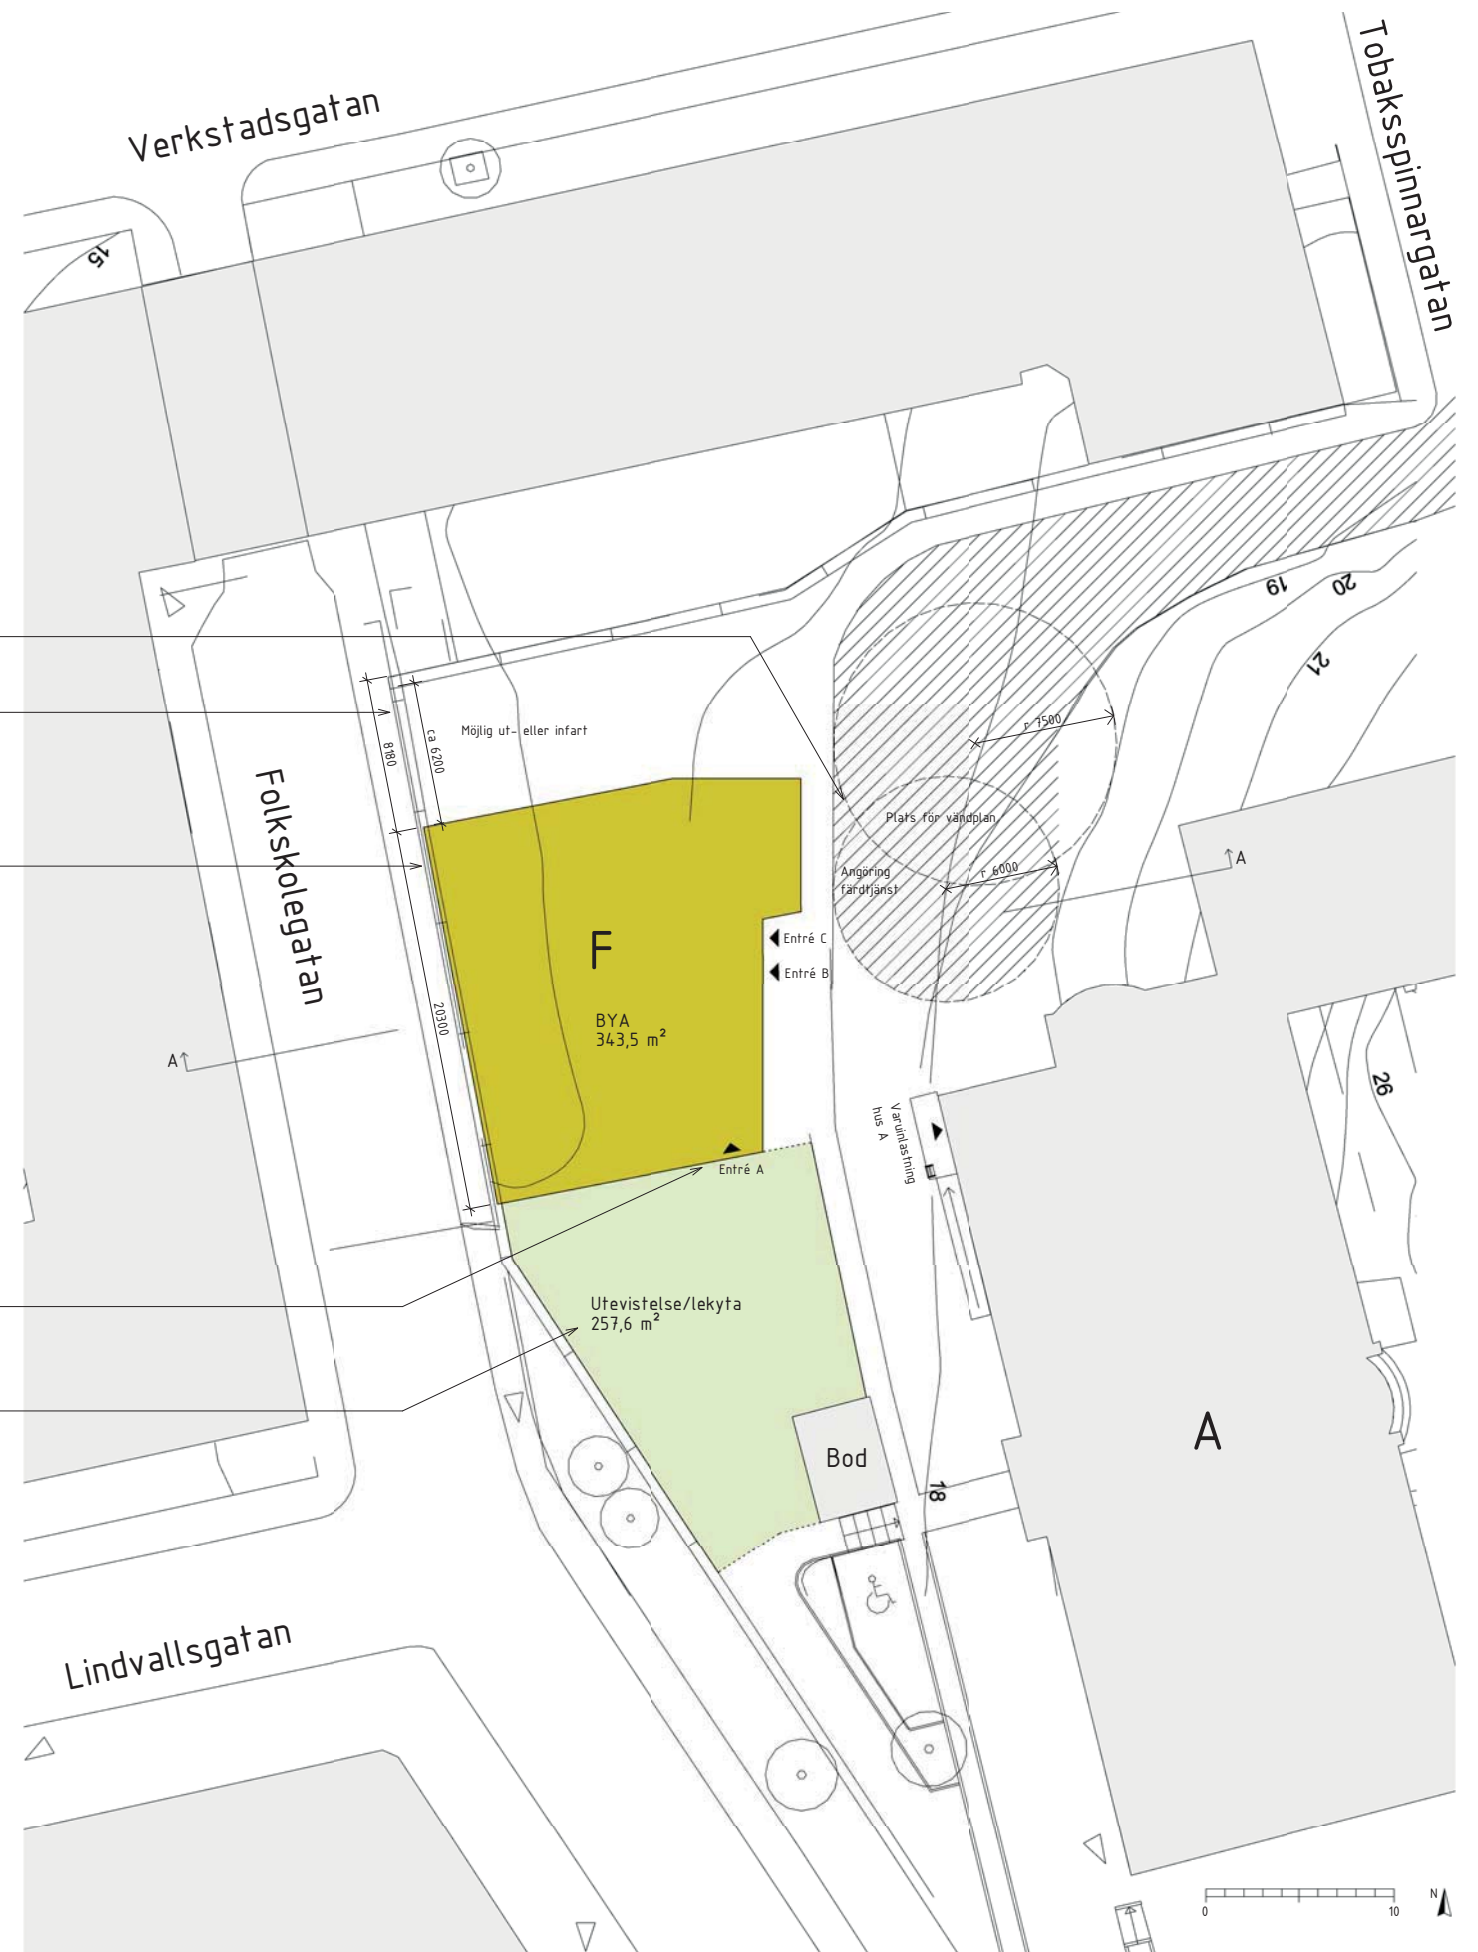 Verkstadsgatan
Tobaksspinnargatan
15
19
20
21
8180
ca 6200
Möjlig ut- eller infart
r 7500
Folkskolegatan
Plats för vändplan
Angöring
färdtjänst
r 6000
A
F
Entré C
Entré B
20300
BYA
343,5 m²
A
26
Varuinlastning
hus A
Entré A
Utevistelse/lekyta
257,6 m²
A
Bod
18
Lindvallsgatan
N
0
10